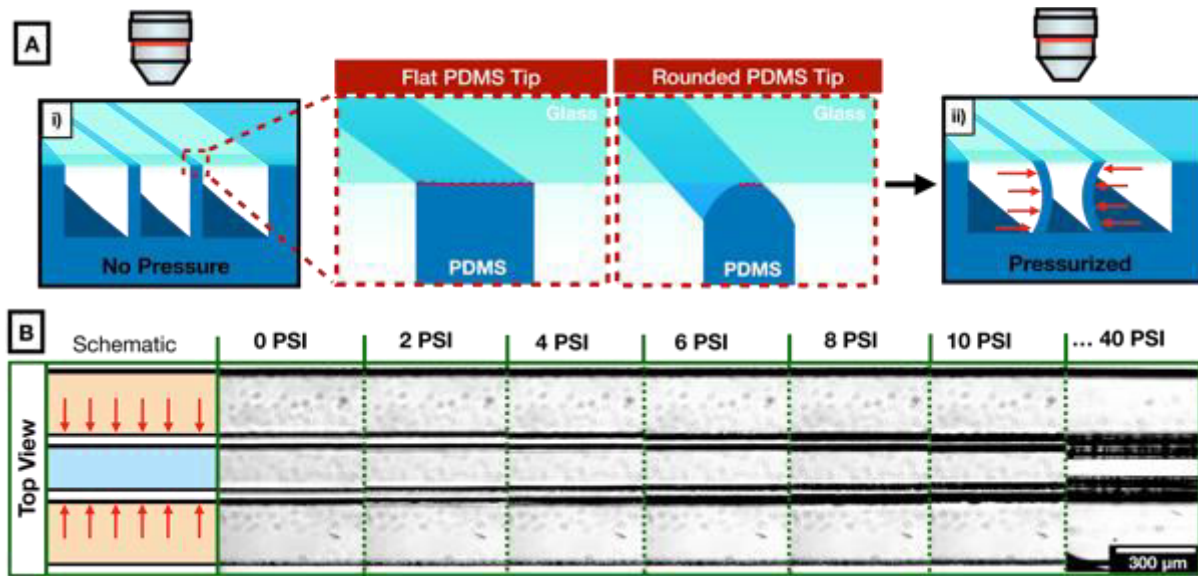 A
Flat PDMS Tip
Rounded PDMS Tip
i)
Glass
Glass
ii)
No Pressure
PDMS
PDMS
Pressurized
B
Schematic
0 PSI
2 PSI
4 PSI
6 PSI
8 PSI
10 PSI
... 40 PSI
Top View
300 µm